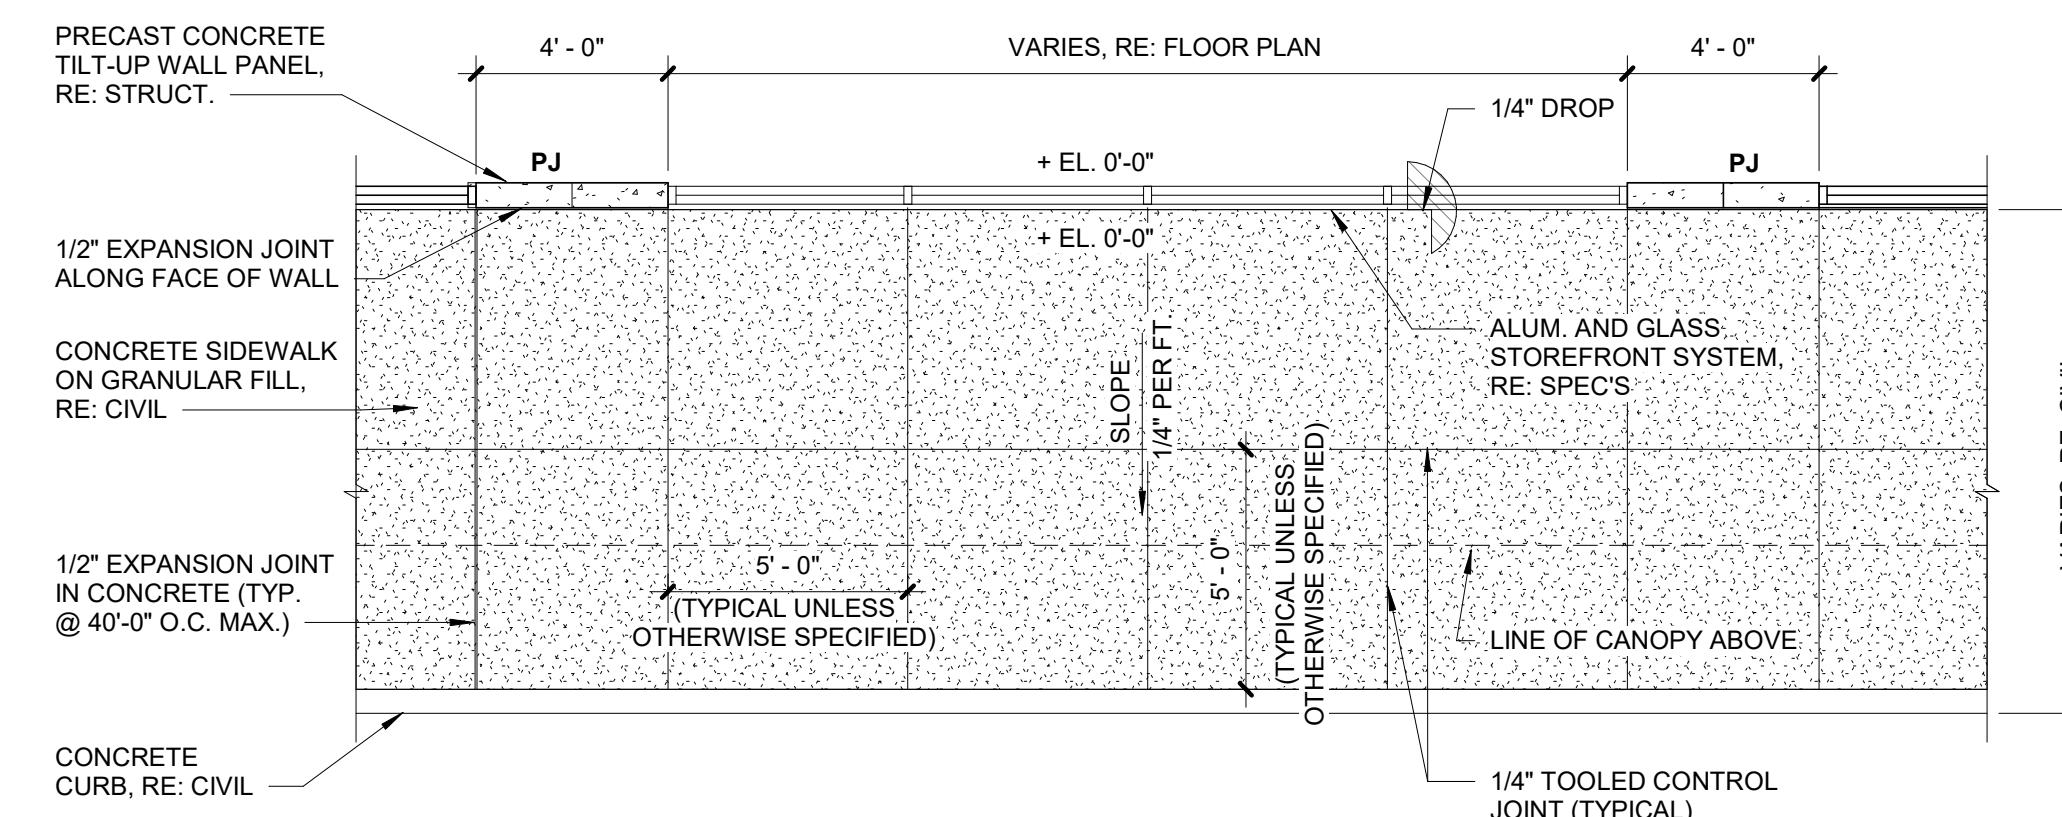 PRECAST CONCRETE
TILT-UP WALL PANEL,
RE: STRUCT.
4' - 0"
VARIES, RE: FLOOR PLAN
4' - 0"
1/4" DROP
PJ
+ EL. 0'-0"
PJ
1/2" EXPANSION JOINT
ALONG FACE OF WALL
+ EL. 0'-0"
CONCRETE SIDEWALK
ON GRANULAR FILL,
RE: CIVIL
SLOPE
1/4" PER FT
ALUM. AND GLASS
STOREFRONT SYSTEM,
RE: SPEC'S
1/2" EXPANSION JOINT
IN CONCRETE (TYP.
@ 40'-0" O.C. MAX.)
5' - 0"
(TYPICAL UNLESS
OTHERWISE SPECIFIED)
5' - 0"
(TYPICAL UNLESS
OTHERWISE SPECIFIED)
LINE OF CANOPY ABOVE
CONCRETE
CURB, RE: CIVIL
1/4" TOOLED CONTROL
JOINT (TYPICAL)